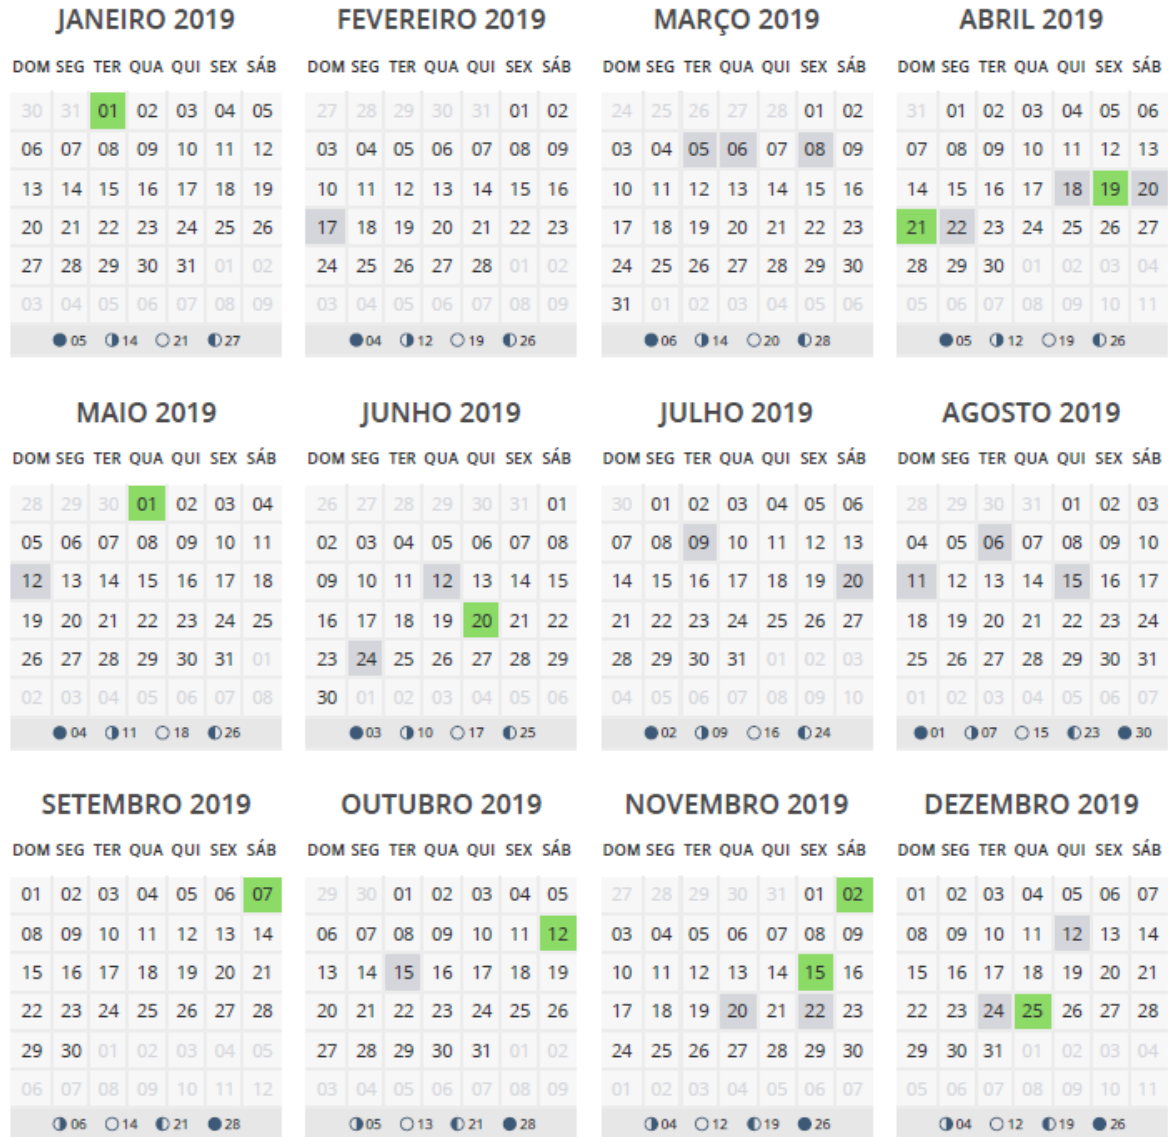 JANEIRO 2019 FEVEREIRO 2019 MARÇO 2019 ABRIL 2019
DOM SEG TER QUA QUI SEX SÁB DOM SEG TER QUA QUI SEX SÁB DOM SEG TER QUA QUI SEX SÁB DOM SEG TER QUA QUI SEX SÁB
30 31 01 02 03 04 05 27 28 29 30 31 01 02 24 25 26 27 28 01 02 31 01 02 03 04 05 06
06 07 08 09 10 11 12 03 04 05 06 07 08 09 03 04 05 06 07 08 09 07 08 09 10 11 12 13
13 14 15 16 17 18 19 10 11 12 13 14 15 16 10 11 12 13 14 15 16 14 15 16 17 18 19 20
20 21 22 23 24 25 26 17 18 19 20 21 22 23 17 18 19 20 21 22 23 21 22 23 24 25 26 27
27 28 29 30 31 01 02 24 25 26 27 28 01 02 24 25 26 27 28 29 30 28 29 30 01 02 03 04
03 04 05 06 07 08 09 03 04 05 06 07 08 09 31 01 02 03 04 05 06 05 06 07 08 09 10 11
05 14 21 27 04 12 19 26 06 14 20 28 05 12 19 26
MAIO 2019 JUNHO 2019 JULHO 2019 AGOSTO 2019
DOM SEG TER QUA QUI SEX SÁB DOM SEG TER QUA QUI SEX SÁB DOM SEG TER QUA QUI SEX SÁB DOM SEG TER QUA QUI SEX SÁB
28 29 30 01 02 03 04 26 27 28 29 30 31 01 30 01 02 03 04 05 06 28 29 30 31 01 02 03
05 06 07 08 09 10 11 02 03 04 05 06 07 08 07 08 09 10 11 12 13 04 05 06 07 08 09 10
12 13 14 15 16 17 18 09 10 11 12 13 14 15 14 15 16 17 18 19 20 11 12 13 14 15 16 17
19 20 21 22 23 24 25 16 17 18 19 20 21 22 21 22 23 24 25 26 27 18 19 20 21 22 23 24
26 27 28 29 30 31 01 23 24 25 26 27 28 29 28 29 30 31 01 02 03 25 26 27 28 29 30 31
02 03 04 05 06 07 08 30 01 02 03 04 05 06 04 05 06 07 08 09 10 01 02 03 04 05 06 07
04 11 18 26 03 10 17 25 02 09 16 24 01 07 15 23 30
SETEMBRO 2019 OUTUBRO 2019 NOVEMBRO 2019 DEZEMBRO 2019
DOM SEG TER QUA QUI SEX SÁB DOM SEG TER QUA QUI SEX SÁB DOM SEG TER QUA QUI SEX SÁB DOM SEG TER QUA QUI SEX SÁB
01 02 03 04 05 06 07 29 30 01 02 03 04 05 27 28 29 30 31 01 02 01 02 03 04 05 06 07
08 09 10 11 12 13 14 06 07 08 09 10 11 12 03 04 05 06 07 08 09 08 09 10 11 12 13 14
15 16 17 18 19 20 21 13 14 15 16 17 18 19 10 11 12 13 14 15 16 15 16 17 18 19 20 21
22 23 24 25 26 27 28 20 21 22 23 24 25 26 17 18 19 20 21 22 23 22 23 24 25 26 27 28
29 30 01 02 03 04 05 27 28 29 30 31 01 02 24 25 26 27 28 29 30 29 30 31 01 02 03 04
06 07 08 09 10 11 12 03 04 05 06 07 08 09 01 02 03 04 05 06 07 05 06 07 08 09 10 11
06 14 21 28 05 13 21 28 04 12 19 26 04 12 19 26